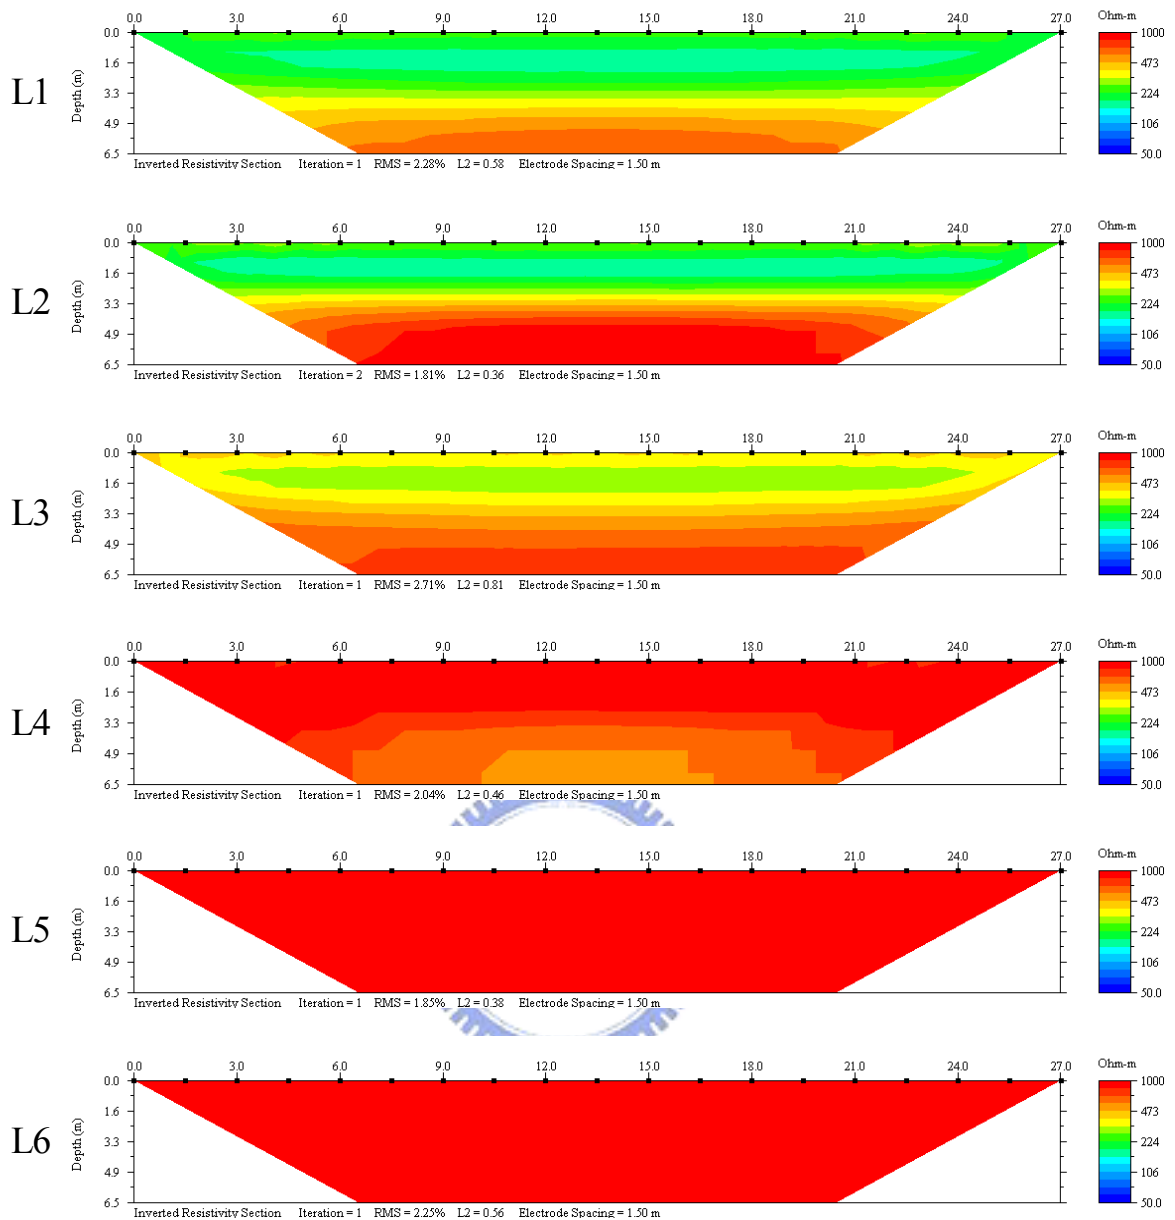 0.0 3.0 6.0 9.0 12.0 15.0 18.0 21.0 24.0 27.0 Ohm-m
L1
Depth (m)
0.0
1.6
3.3
4.9
6.5
1000
473
224
106
50.0
Inverted Resistivity Section Iteration = 1 RMS = 2.28% L2 = 0.58 Electrode Spacing = 1.50 m
0.0 3.0 6.0 9.0 12.0 15.0 18.0 21.0 24.0 27.0 Ohm-m
L2
Depth (m)
0.0
1.6
3.3
4.9
6.5
1000
473
224
106
50.0
Inverted Resistivity Section Iteration = 2 RMS = 1.81% L2 = 0.36 Electrode Spacing = 1.50 m
0.0 3.0 6.0 9.0 12.0 15.0 18.0 21.0 24.0 27.0 Ohm-m
L3
Depth (m)
0.0
1.6
3.3
4.9
6.5
1000
473
224
106
50.0
Inverted Resistivity Section Iteration = 1 RMS = 2.71% L2 = 0.81 Electrode Spacing = 1.50 m
0.0 3.0 6.0 9.0 12.0 15.0 18.0 21.0 24.0 27.0 Ohm-m
L4
Depth (m)
0.0
1.6
3.3
4.9
6.5
1000
473
224
106
50.0
Inverted Resistivity Section Iteration = 1 RMS = 2.04% L2 = 0.46 Electrode Spacing = 1.50 m
0.0 3.0 6.0 9.0 12.0 15.0 18.0 21.0 24.0 27.0 Ohm-m
L5
Depth (m)
0.0
1.6
3.3
4.9
6.5
1000
473
224
106
50.0
Inverted Resistivity Section Iteration = 1 RMS = 1.85% L2 = 0.38 Electrode Spacing = 1.50 m
0.0 3.0 6.0 9.0 12.0 15.0 18.0 21.0 24.0 27.0 Ohm-m
L6
Depth (m)
0.0
1.6
3.3
4.9
6.5
1000
473
224
106
50.0
Inverted Resistivity Section Iteration = 1 RMS = 2.25% L2 = 0.56 Electrode Spacing = 1.50 m